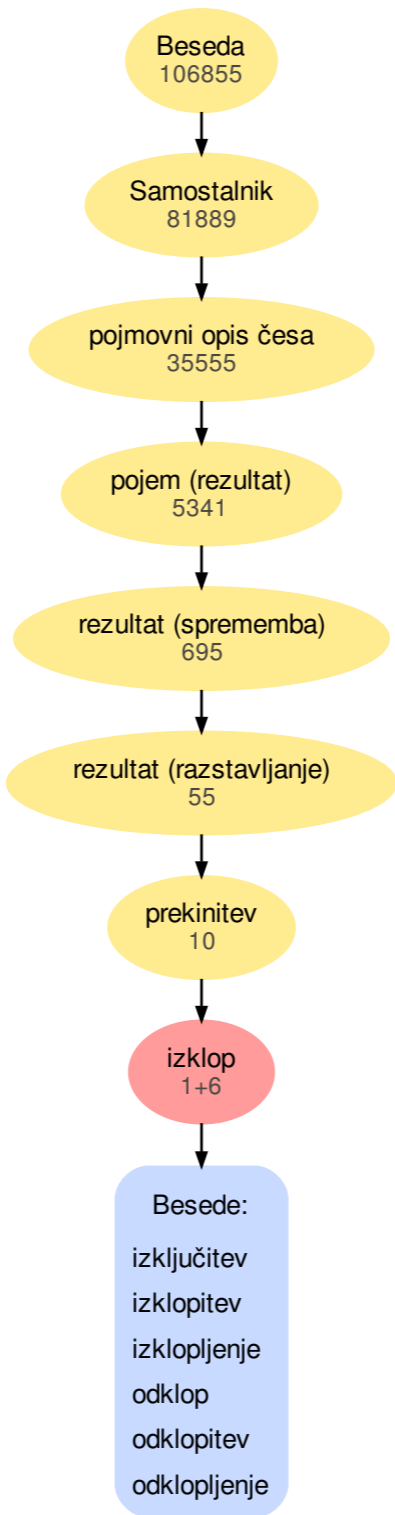 Beseda
106855
Samostalnik
81889
pojmovni opis česa
35555
pojem (rezultat)
5341
rezultat (sprememba)
695
rezultat (razstavljanje)
55
prekinitev
10
izklop
1+6
Besede:
izključitev
izklopitev
izklopljenje
odklop
odklopitev
odklopljenje